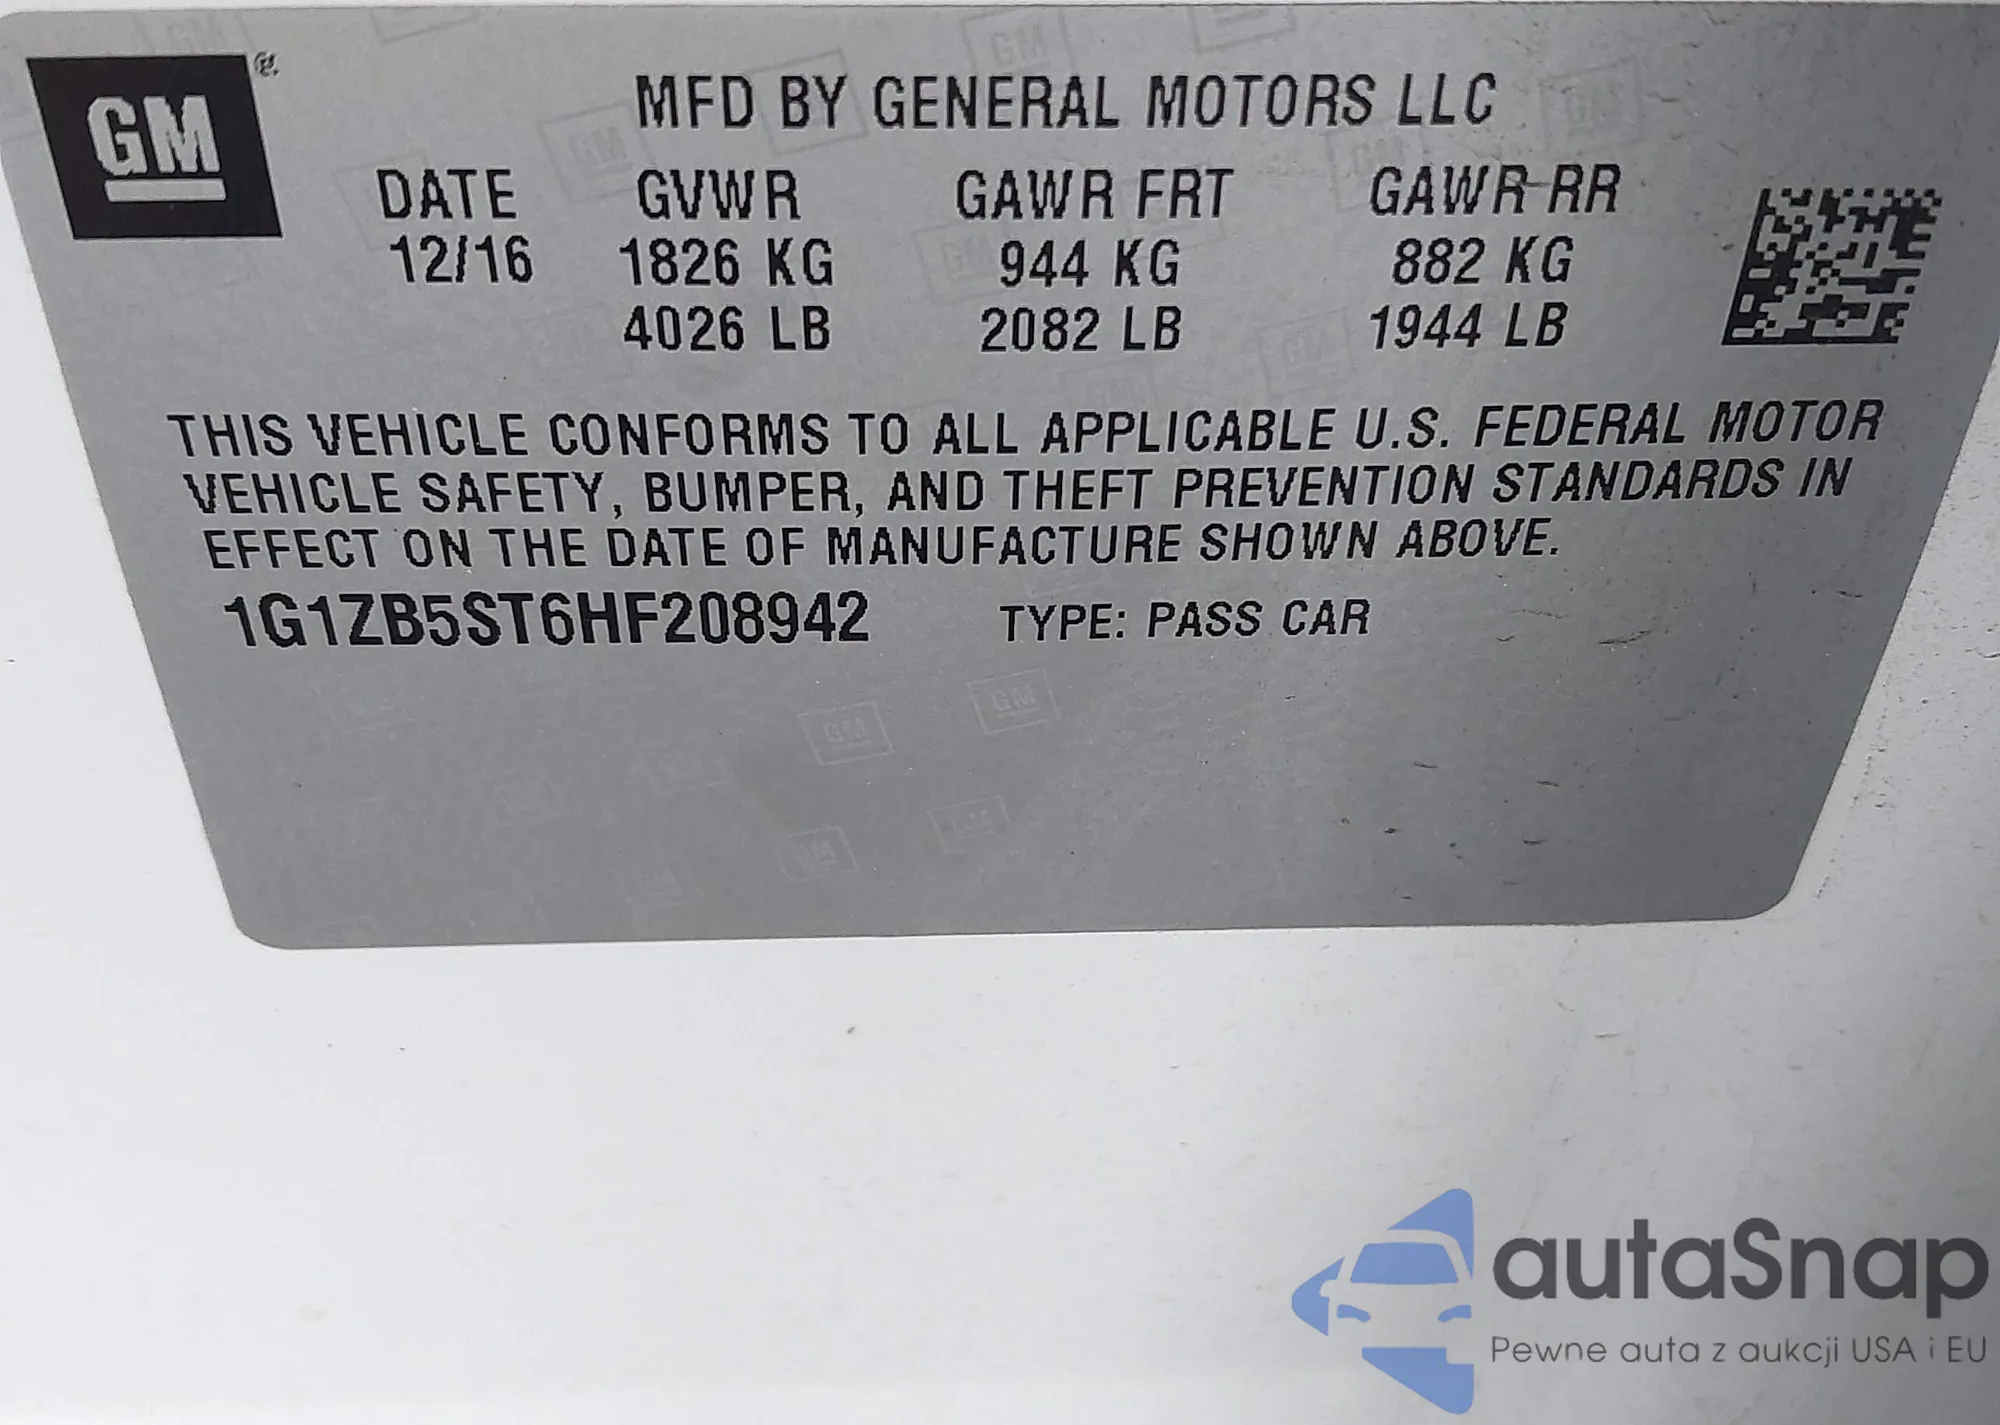 GM
MFD BY GENERAL MOTORS LLC
DATE GVWR GAWR FRT GAWR RR
12/16 1826 KG 944 KG 882 KG
4026 LB 2082 LB 1944 LB
THIS VEHICLE CONFORMS TO ALL APPLICABLE U.S. FEDERAL MOTOR
VEHICLE SAFETY, BUMPER, AND THEFT PREVENTION STANDARDS IN
EFFECT ON THE DATE OF MANUFACTURE SHOWN ABOVE.
1G1ZB5ST6HF208942 TYPE: PASS CAR
autoSnap
Pewne auta z aukcji USA i EU